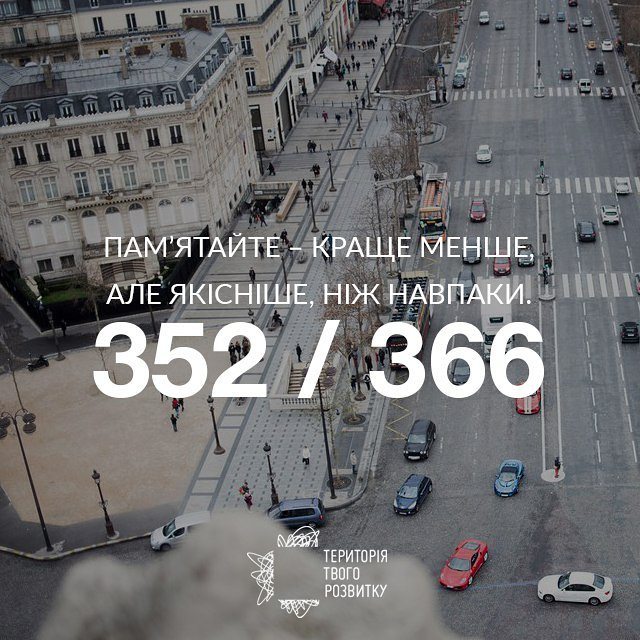 ПАМ’ЯТАЙТЕ – КРАЩЕ МЕНШЕ,
АЛЕ ЯКІСНІШЕ, НІЖ НАВПАКИ.
352 / 366
ТЕРИТОРІЯ
ТВОГО
РОЗВИТКУ